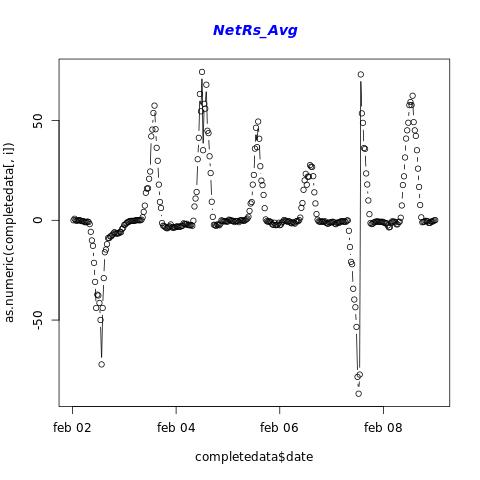 NetRs_Avg
as.numeric(completedata[, i])
50
0
-50
feb 02
feb 04
feb 06
feb 08
completedata$date